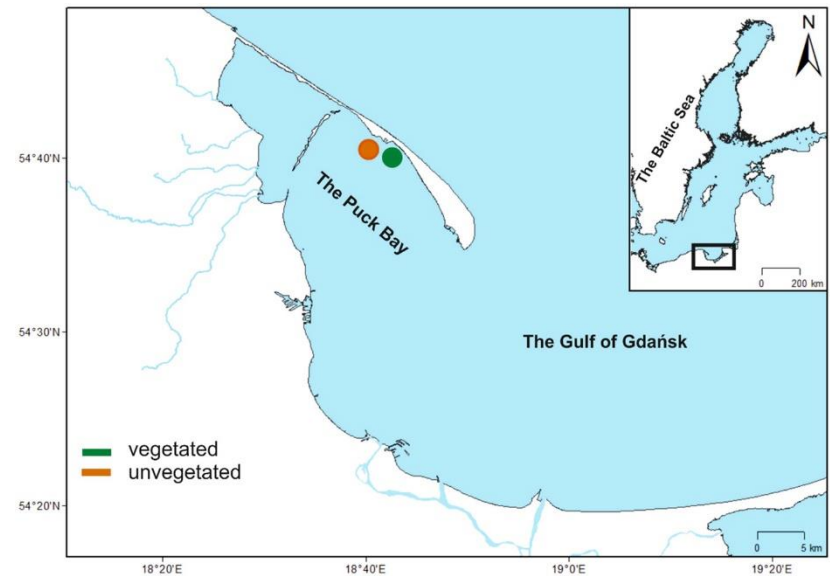 N
The Baltic Sea
0 200 km
54°40'N
The Puck Bay
54°30'N
The Gulf of Gdańsk
vegetated
unvegetated
54°20'N
0 5 km
18°20'E 18°40'E 19°0'E 19°20'E